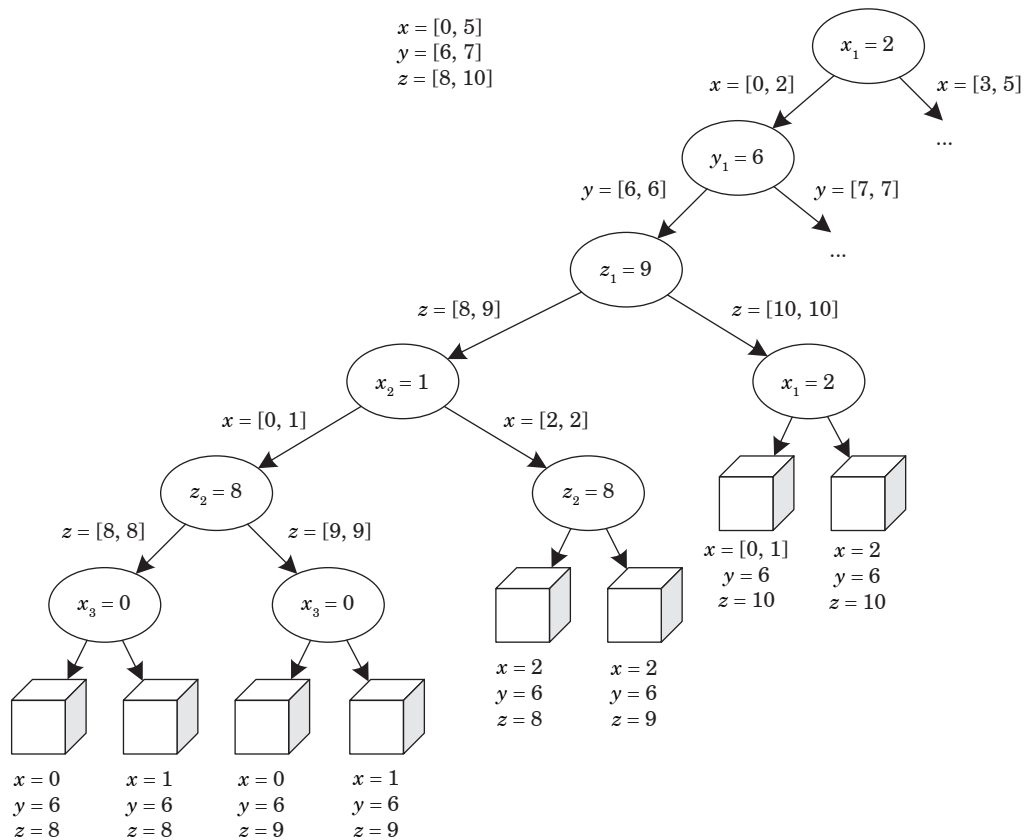 x = [0, 5]
y = [6, 7]
z = [8, 10]
x₁ = 2
x = [0, 2]
x = [3, 5]
...
y₁ = 6
y = [6, 6]
y = [7, 7]
...
z₁ = 9
z = [8, 9]
z = [10, 10]
x₂ = 1
x₁ = 2
x = [0, 1]
x = [2, 2]
z₂ = 8
z₂ = 8
z = [8, 8]
z = [9, 9]
x = [0, 1]
y = 6
z = 10
x = 2
y = 6
z = 10
x₃ = 0
x₃ = 0
x = 2
y = 6
z = 8
x = 2
y = 6
z = 9
x = 0
y = 6
z = 8
x = 1
y = 6
z = 8
x = 0
y = 6
z = 9
x = 1
y = 6
z = 9